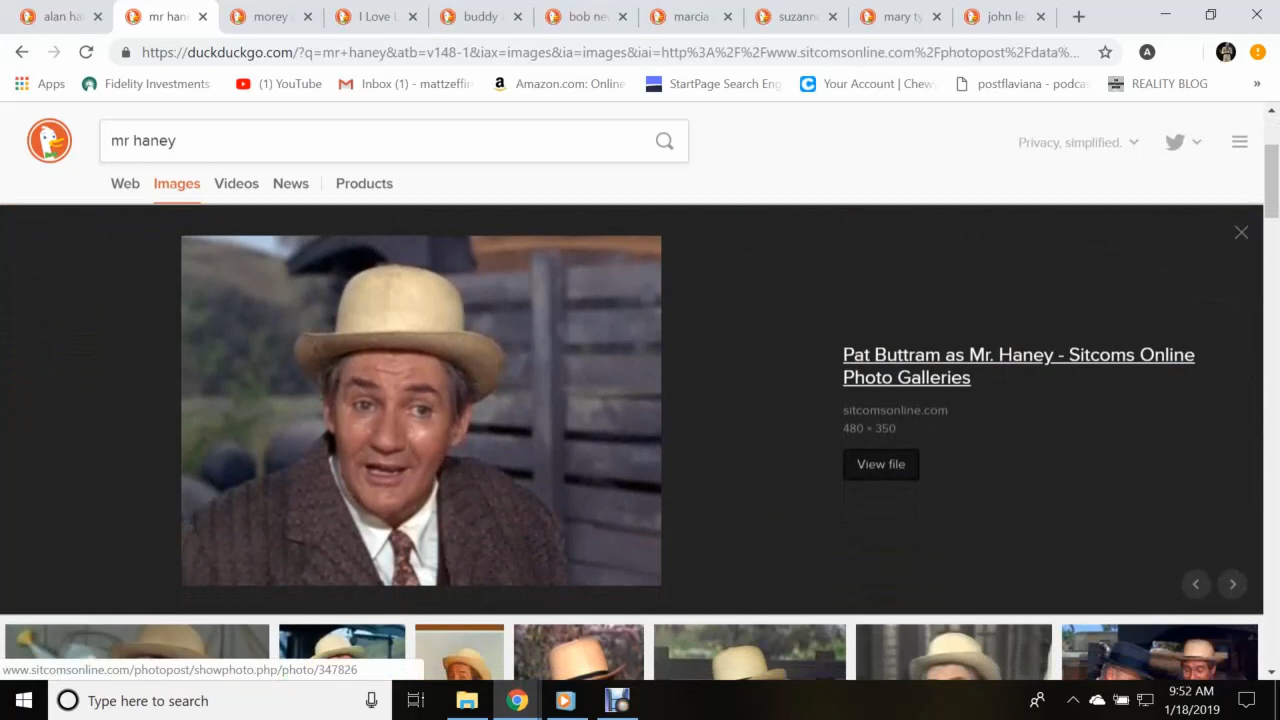 alan hal
mr hane
morey
I Love L
buddy
bob ne
marcia
suzann
mary ty
john le
https://duckduckgo.com/?q=mr+haney&atb=v148-1&iax=images&ia=images&iai=http%3A%2F%2Fwww.sitcomsonline.com%2Fphotopost%2Fdata%...
A
Apps
Fidelity Investments
(1) YouTube
Inbox (1) - mattzeffir
Amazon.com: Online
StartPage Search Eng
Your Account | Chew
postflaviana - podca
REALITY BLOG
»
mr haney
Privacy, simplified.
Web Images Videos News Products
Pat Buttram as Mr. Haney - Sitcoms Online
Photo Galleries
sitcomsonline.com
480 × 350
View file
www.sitcomsonline.com/photopost/showphoto.php/photo/347826
Type here to search
9:52 AM
1/18/2019